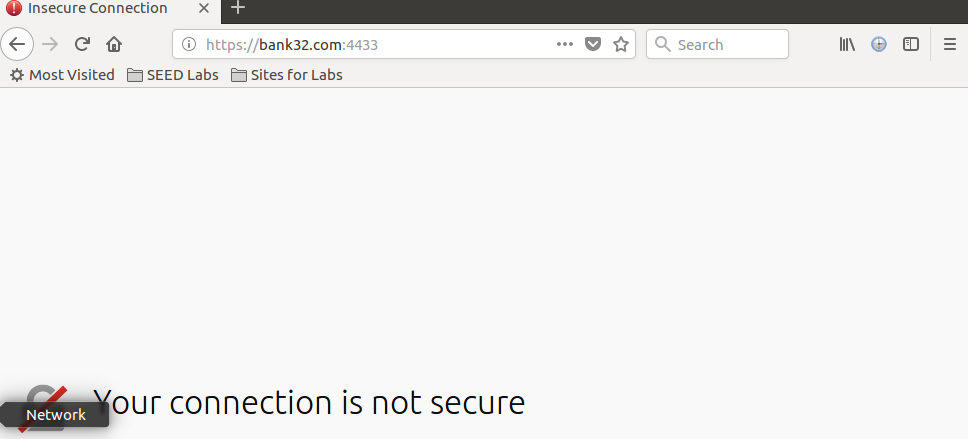 Insecure Connection
https://bank32.com:4433
Search
Most Visited SEED Labs Sites for Labs
Your connection is not secure
Network